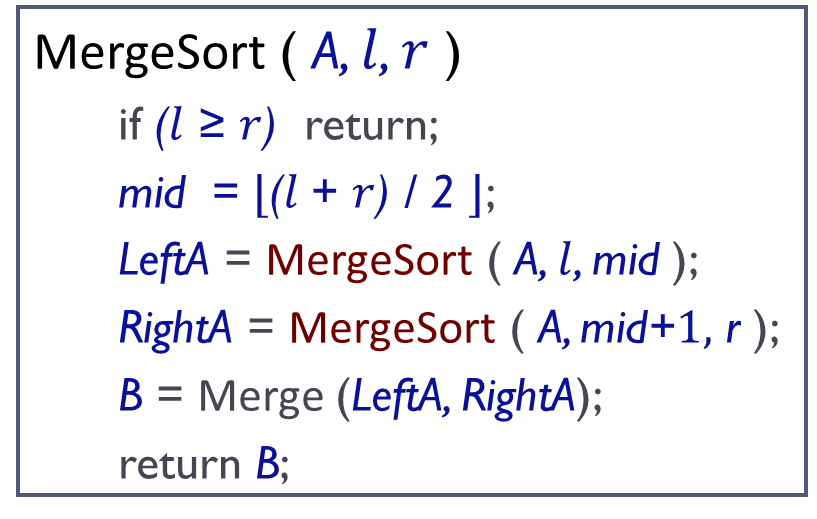 MergeSort ( A, l, r )
if (l ≥ r) return;
mid = ⌊(l + r) / 2 ⌋;
LeftA = MergeSort ( A, l, mid );
RightA = MergeSort ( A, mid+1, r );
B = Merge (LeftA, RightA);
return B;